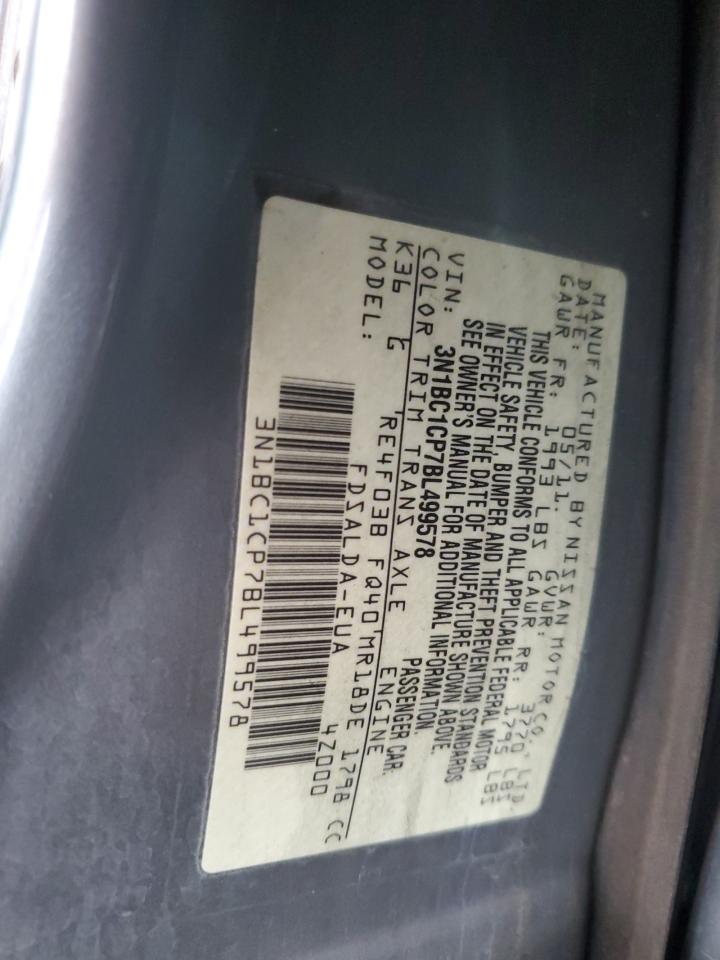 MANUFACTURED BY NISSAN MOTOR CO., LTD.
DATE: 05/11. GVWR: 3770 LBS
GAWR FR: 1993 LBS GAWR RR: 1795 LBS
THIS VEHICLE CONFORMS TO ALL APPLICABLE FEDERAL MOTOR
VEHICLE SAFETY, BUMPER AND THEFT PREVENTION STANDARDS
IN EFFECT ON THE DATE OF MANUFACTURE SHOWN ABOVE.
SEE OWNER'S MANUAL FOR ADDITIONAL INFORMATION.
VIN: 3N1BC1CP7BL499578 PASSENGER CAR.
COLOR TRIM TRANS AXLE ENGINE
K36 G RE4F03B FQ40 MR18DE 1798 CC
MODEL: FDSALDA-EUA 4Z000
3N1BC1CP7BL499578